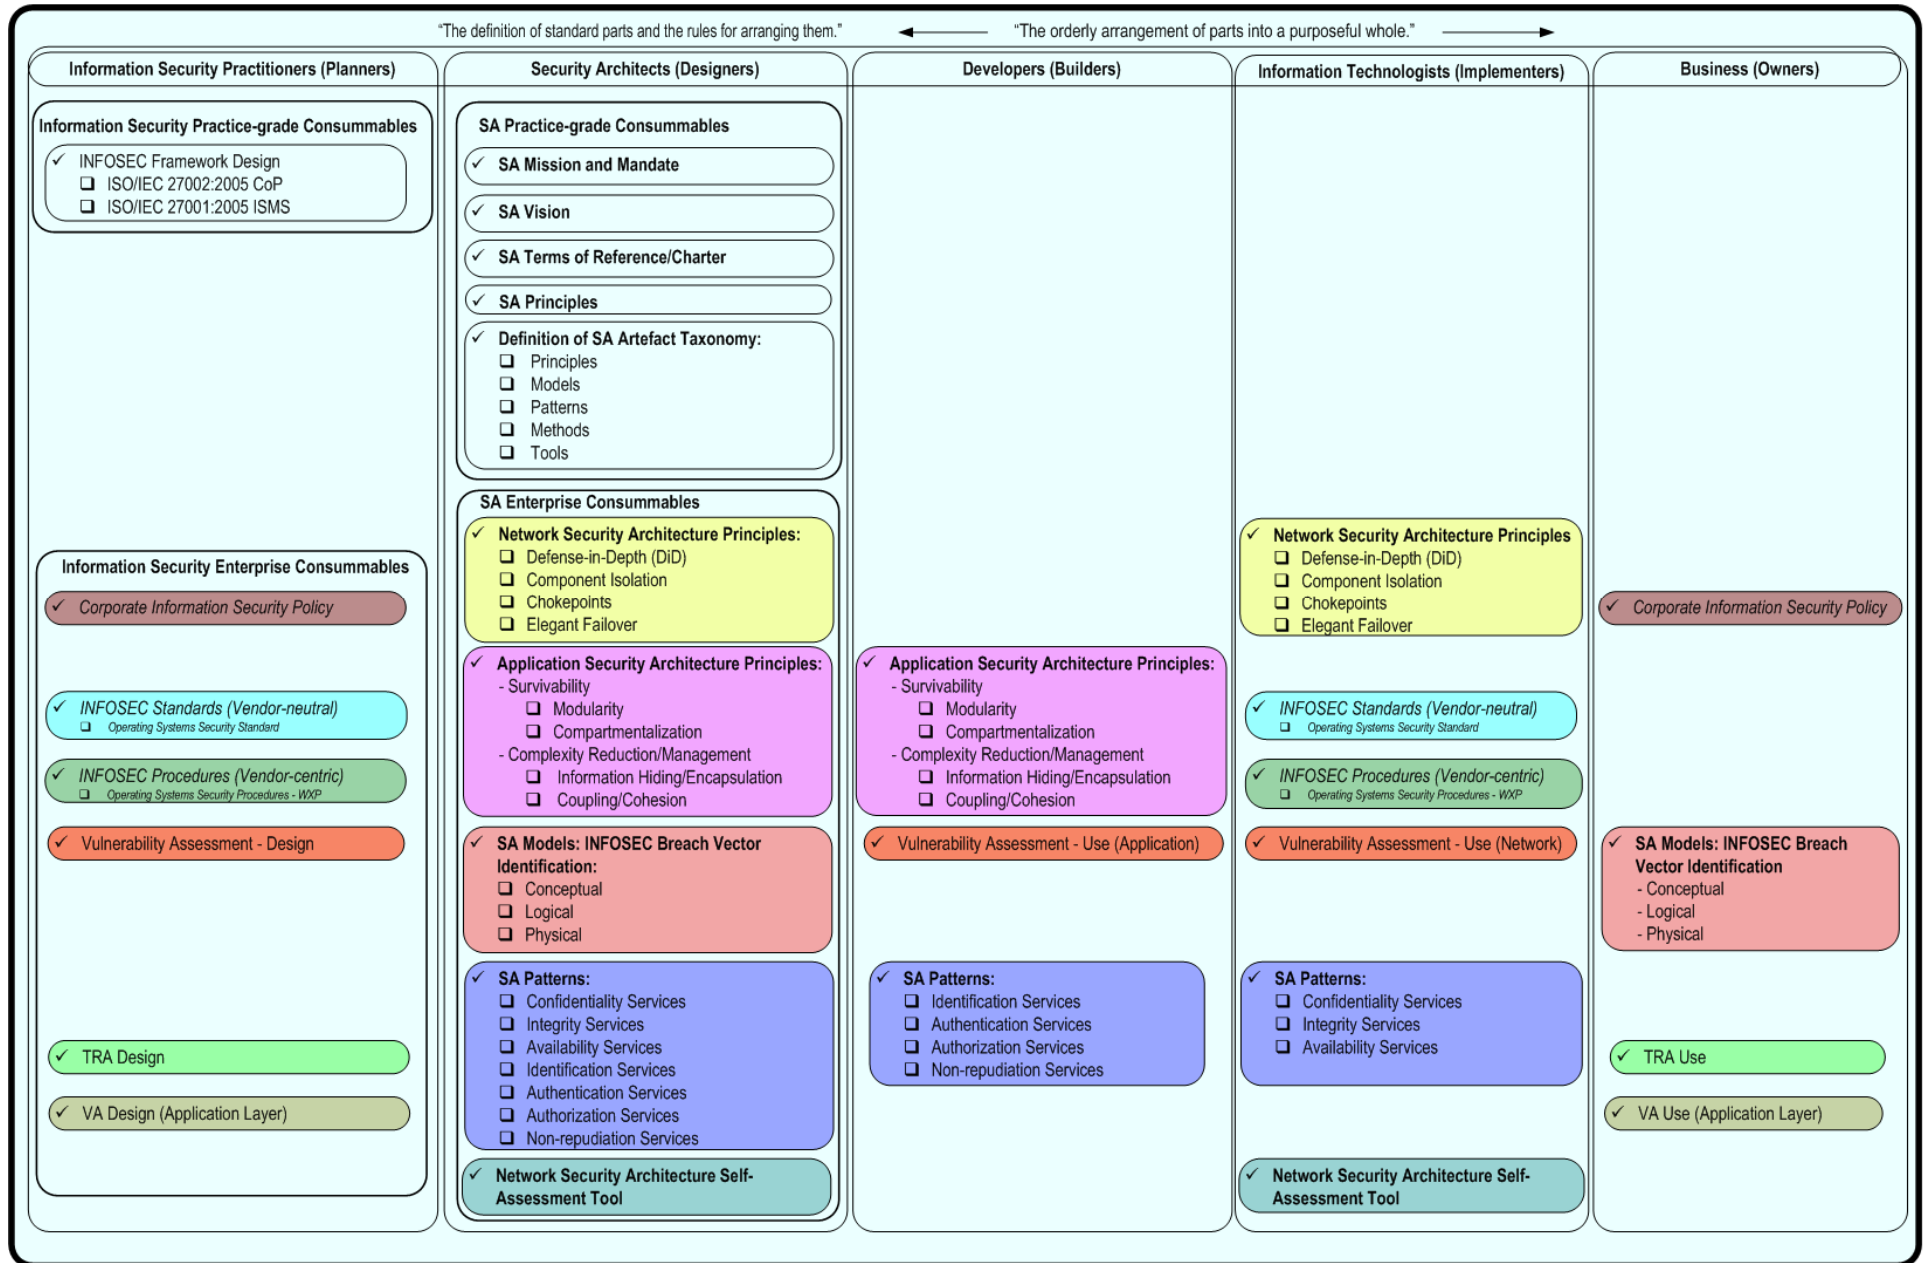 “The definition of standard parts and the rules for arranging them.”
“The orderly arrangement of parts into a purposeful whole.”
Information Security Practitioners (Planners)
Security Architects (Designers)
Developers (Builders)
Information Technologists (Implementers)
Business (Owners)
Information Security Practice-grade Consummables
INFOSEC Framework Design
ISO/IEC 27002:2005 CoP
ISO/IEC 27001:2005 ISMS
Information Security Enterprise Consummables
Corporate Information Security Policy
INFOSEC Standards (Vendor-neutral)
Operating Systems Security Standard
INFOSEC Procedures (Vendor-centric)
Operating Systems Security Procedures - WXP
Vulnerability Assessment - Design
TRA Design
VA Design (Application Layer)
SA Practice-grade Consummables
SA Mission and Mandate
SA Vision
SA Terms of Reference/Charter
SA Principles
Definition of SA Artefact Taxonomy:
Principles
Models
Patterns
Methods
Tools
SA Enterprise Consummables
Network Security Architecture Principles:
Defense-in-Depth (DiD)
Component Isolation
Chokepoints
Elegant Failover
Application Security Architecture Principles:
- Survivability
Modularity
Compartmentalization
- Complexity Reduction/Management
Information Hiding/Encapsulation
Coupling/Cohesion
SA Models: INFOSEC Breach Vector
Identification:
Conceptual
Logical
Physical
SA Patterns:
Confidentiality Services
Integrity Services
Availability Services
Identification Services
Authentication Services
Authorization Services
Non-repudiation Services
Network Security Architecture Self-
Assessment Tool
Application Security Architecture Principles:
- Survivability
Modularity
Compartmentalization
- Complexity Reduction/Management
Information Hiding/Encapsulation
Coupling/Cohesion
Vulnerability Assessment - Use (Application)
SA Patterns:
Identification Services
Authentication Services
Authorization Services
Non-repudiation Services
Network Security Architecture Principles
Defense-in-Depth (DiD)
Component Isolation
Chokepoints
Elegant Failover
INFOSEC Standards (Vendor-neutral)
Operating Systems Security Standard
INFOSEC Procedures (Vendor-centric)
Operating Systems Security Procedures - WXP
Vulnerability Assessment - Use (Network)
SA Patterns:
Confidentiality Services
Integrity Services
Availability Services
Network Security Architecture Self-
Assessment Tool
Corporate Information Security Policy
SA Models: INFOSEC Breach
Vector Identification
- Conceptual
- Logical
- Physical
TRA Use
VA Use (Application Layer)